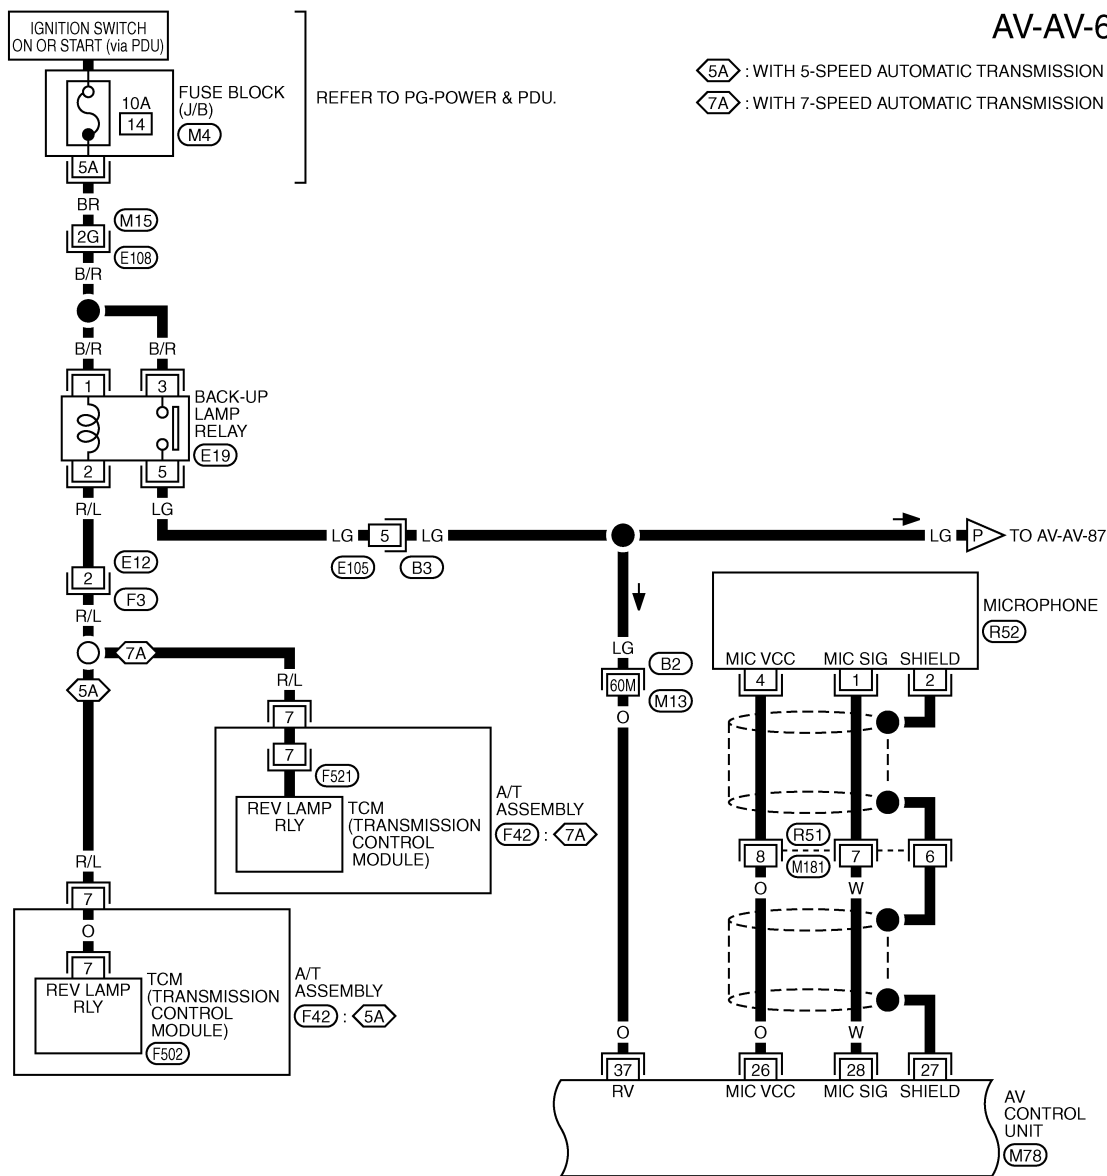 AV-AV-6
IGNITION SWITCH
ON OR START (via PDU)
5A : WITH 5-SPEED AUTOMATIC TRANSMISSION
7A : WITH 7-SPEED AUTOMATIC TRANSMISSION
10A
14
FUSE BLOCK
(J/B)
M4
REFER TO PG-POWER & PDU.
5A
BR
M15
2G
E108
B/R
B/R
B/R
1
3
BACK-UP
LAMP
RELAY
E19
2
5
R/L
LG
LG
5
LG
E105
B3
LG
P
TO AV-AV-87
E12
2
F3
R/L
7A
5A
R/L
7
7
F521
REV LAMP
RLY
TCM
(TRANSMISSION
CONTROL
MODULE)
A/T
ASSEMBLY
F42 : 7A
LG
B2
60M
M13
O
MICROPHONE
R52
MIC VCC
MIC SIG
SHIELD
4
1
2
R51
8
7
6
M181
O
W
R/L
7
O
7
REV LAMP
RLY
TCM
(TRANSMISSION
CONTROL
MODULE)
F502
A/T
ASSEMBLY
F42 : 5A
O
O
W
37
26
28
27
RV
MIC VCC
MIC SIG
SHIELD
AV
CONTROL
UNIT
M78